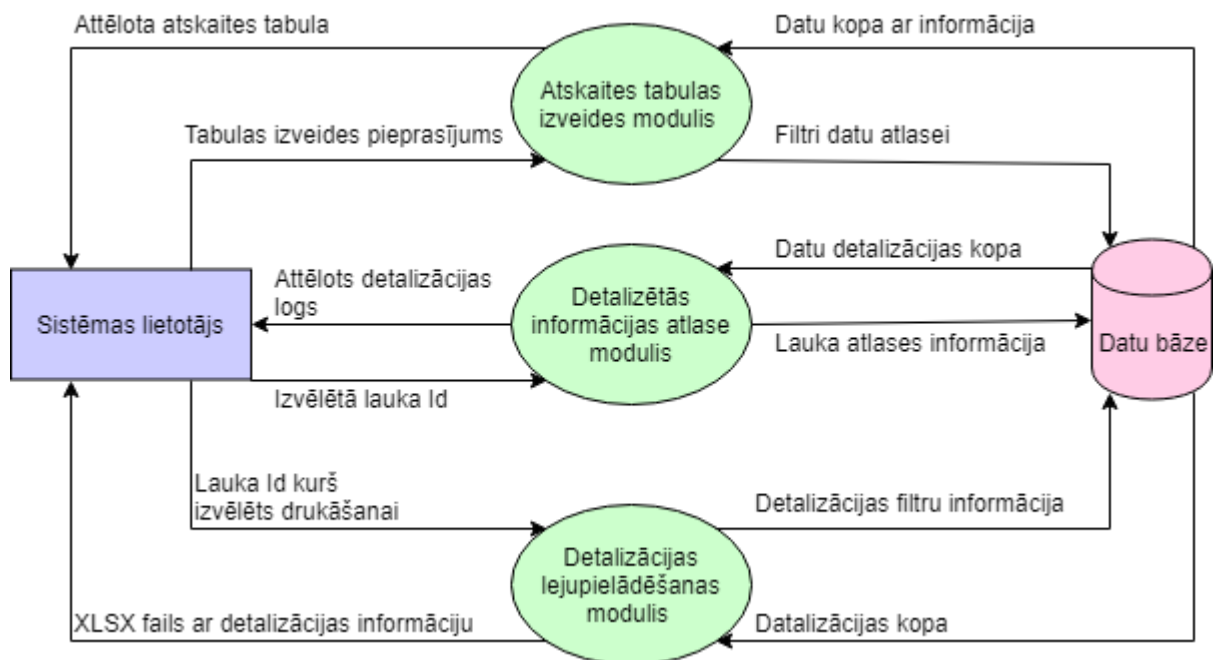 Attēlota atskaites tabula
Datu kopa ar informācija
Atskaites tabulas
izveides modulis
Tabulas izveides pieprasījums
Filtri datu atlasei
Datu detalizācijas kopa
Attēlots detalizācijas
logs
Detalizētās
informācijas atlase
modulis
Sistēmas lietotājs
Datu bāze
Lauka atlases informācija
Izvēlētā lauka Id
Lauka Id kurš
izvēlēts drukāšanai
Detalizācijas filtru informācija
Detalizācijas
lejupielādēšanas
modulis
XLSX fails ar detalizācijas informāciju
Datalizācijas kopa